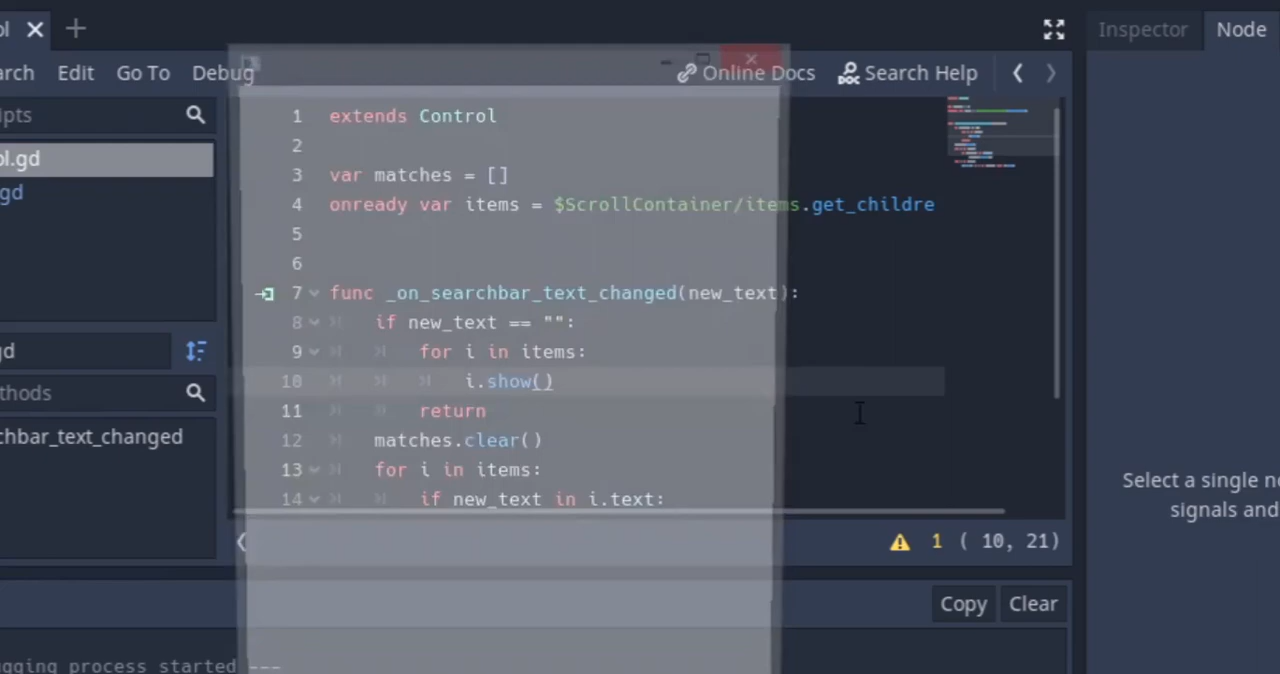 ol
Inspector
Node
arch Edit Go To Debug
Online Docs
Search Help
ipts
ol.gd
gd
gd
thods
chbar_text_changed
1 extends Control
2
3 var matches = []
4 onready var items = $ScrollContainer/items.get_childre
5
6
7 func _on_searchbar_text_changed(new_text):
8 if new_text == "":
9 for i in items:
10 i.show()
11 return
12 matches.clear()
13 for i in items:
14 if new_text in i.text:
1 ( 10, 21)
Select a single no
signals and
Copy
Clear
gging process started ---